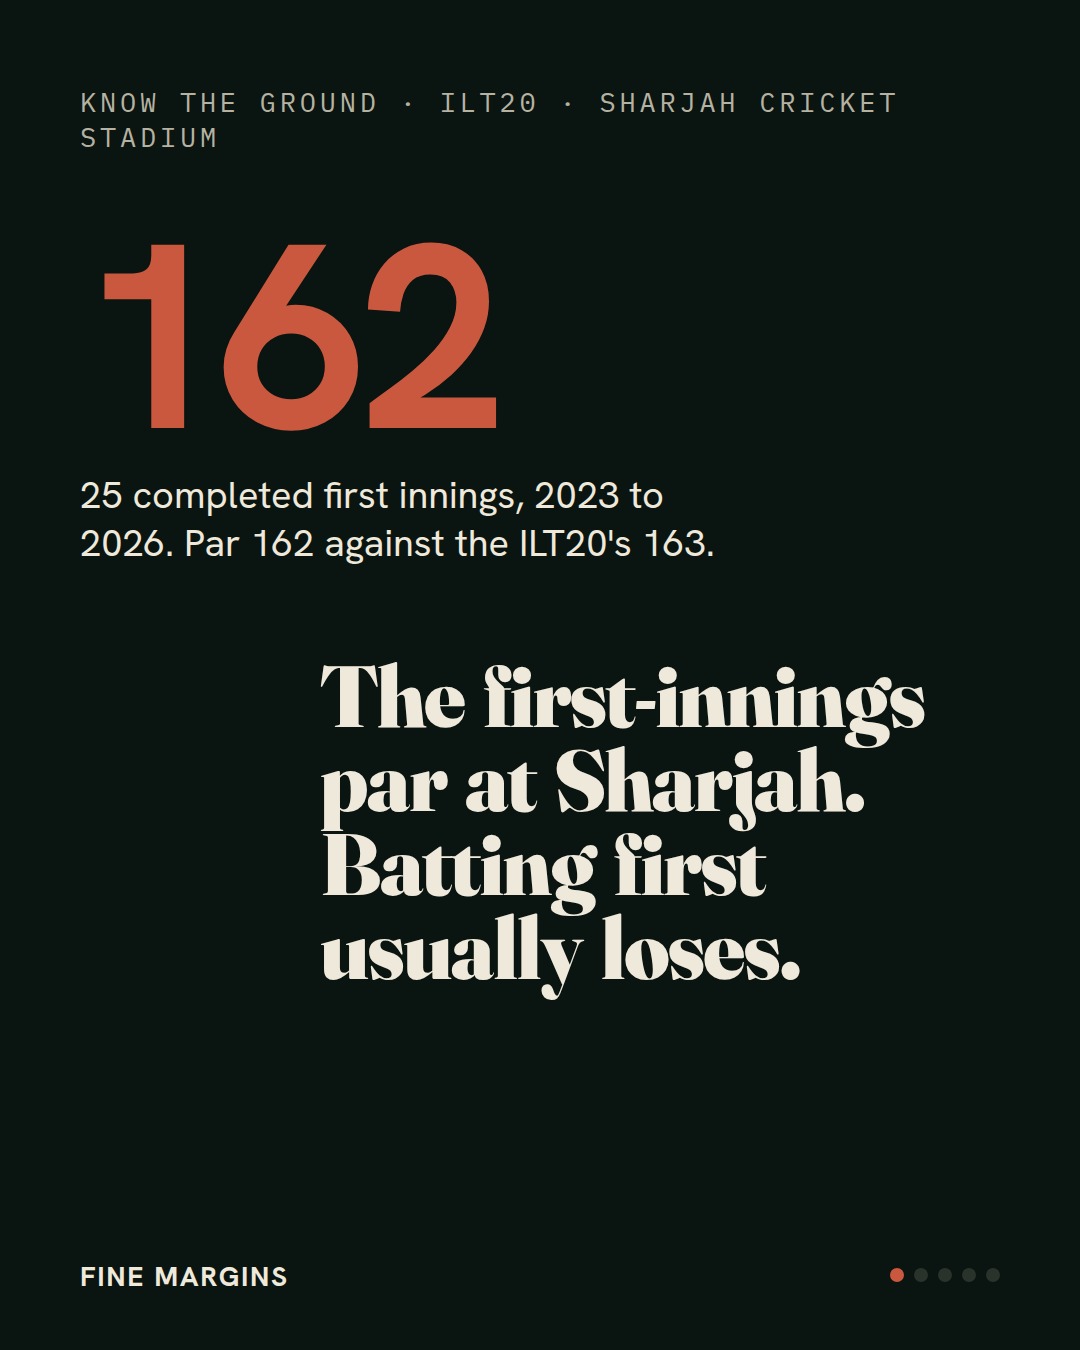 KNOW THE GROUND · ILT20 · SHARJAH CRICKET
STADIUM
162
25 completed first innings, 2023 to
2026. Par 162 against the ILT20's 163.
The first-innings
par at Sharjah.
Batting first
usually loses.
FINE MARGINS